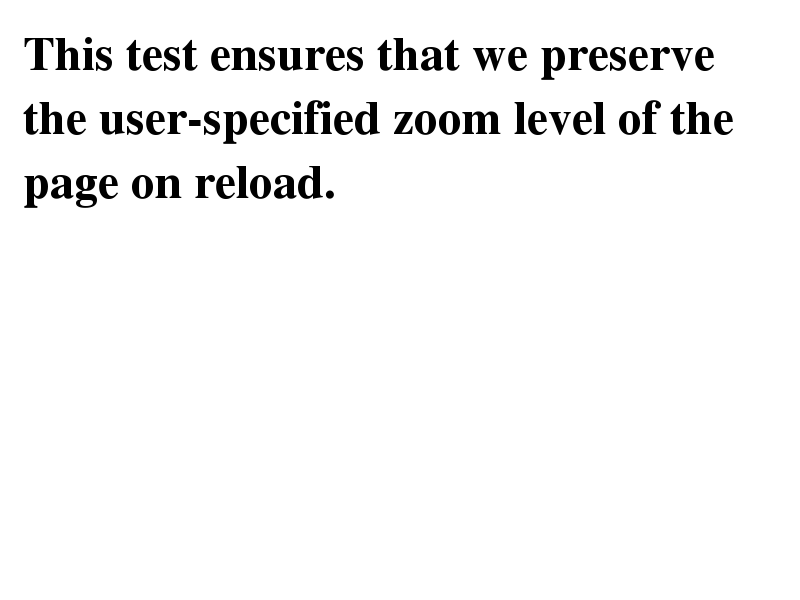 This test ensures that we preserve
the user-specified zoom level of the
page on reload.